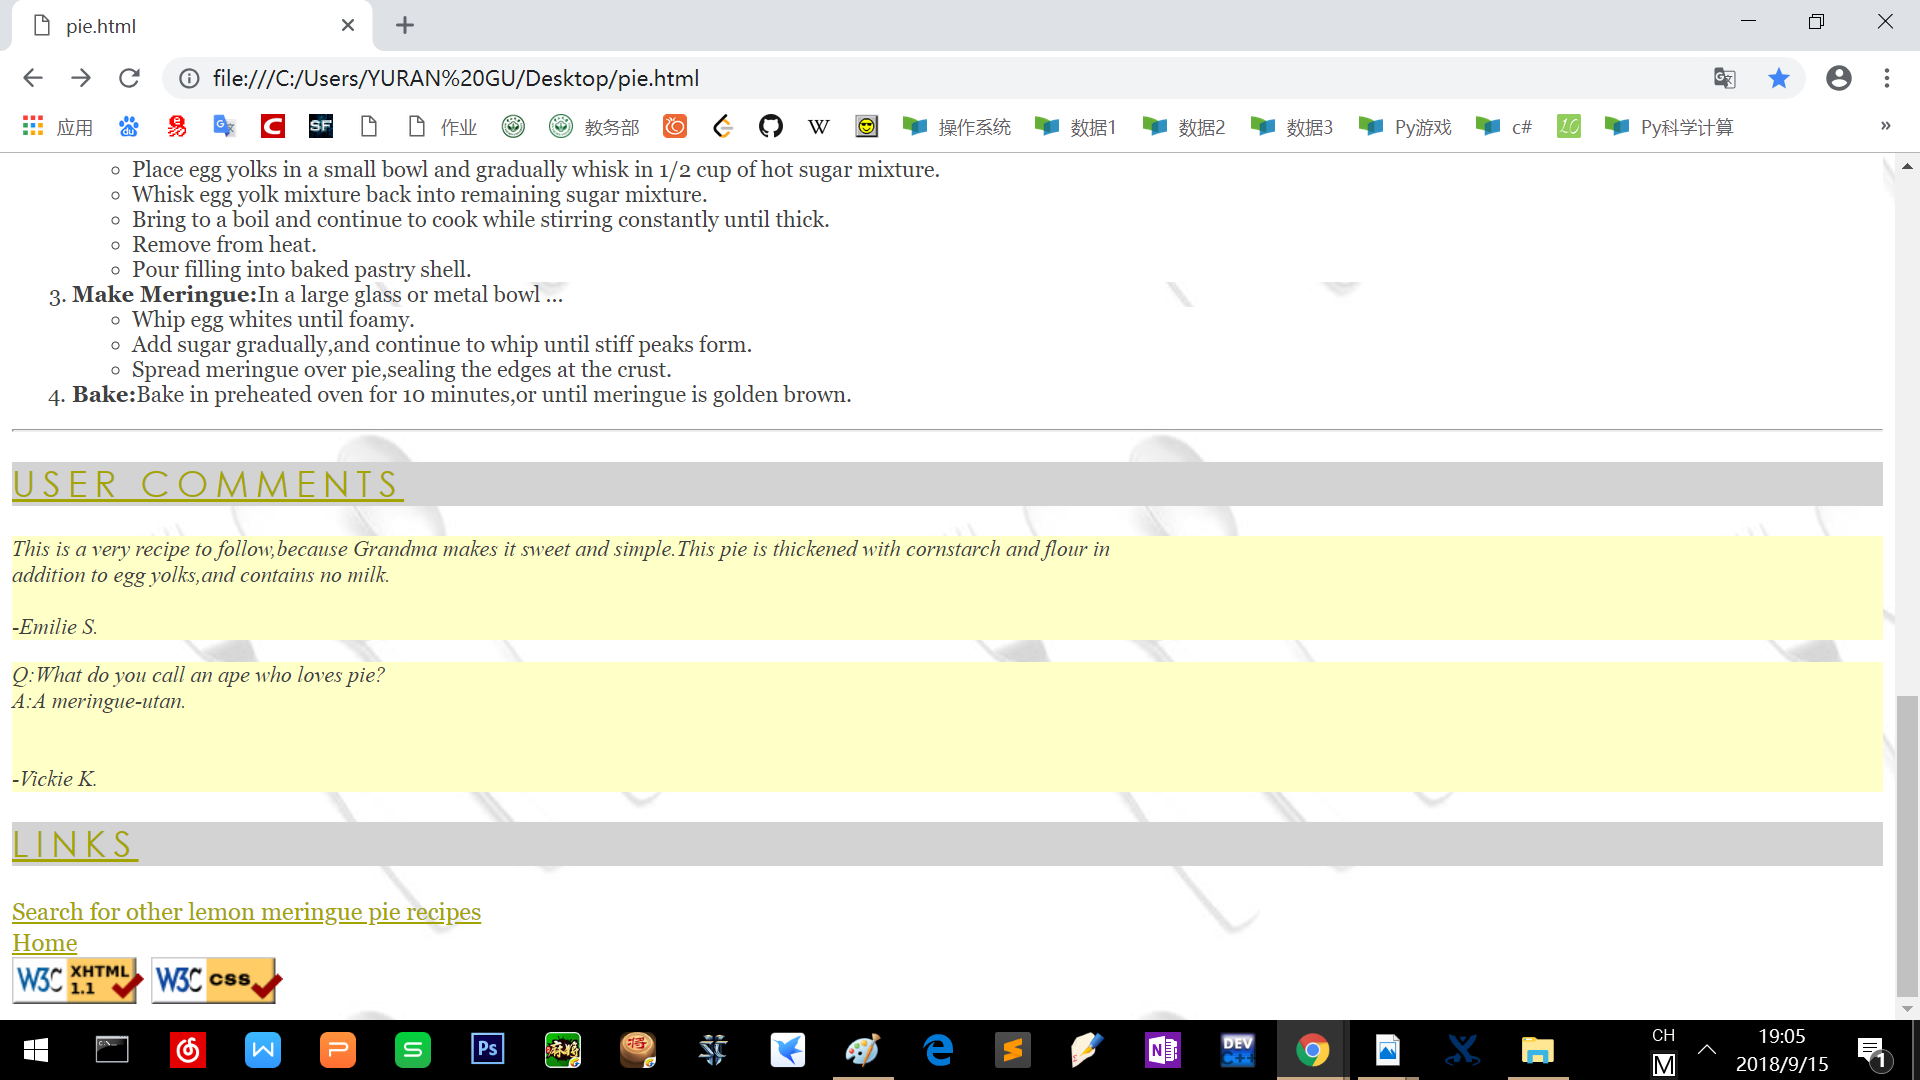 pie.html
file:///C:/Users/YURAN%20GU/Desktop/pie.html
应用
作业
教务部
W
操作系统
数据1
数据2
数据3
Py游戏
c#
10
Py科学计算
»
Place egg yolks in a small bowl and gradually whisk in 1/2 cup of hot sugar mixture.
Whisk egg yolk mixture back into remaining sugar mixture.
Bring to a boil and continue to cook while stirring constantly until thick.
Remove from heat.
Pour filling into baked pastry shell.
3. Make Meringue:In a large glass or metal bowl ...
Whip egg whites until foamy.
Add sugar gradually,and continue to whip until stiff peaks form.
Spread meringue over pie,sealing the edges at the crust.
4. Bake:Bake in preheated oven for 10 minutes,or until meringue is golden brown.
USER COMMENTS
This is a very recipe to follow,because Grandma makes it sweet and simple.This pie is thickened with cornstarch and flour in
addition to egg yolks,and contains no milk.
-Emilie S.
Q:What do you call an ape who loves pie?
A:A meringue-utan.
-Vickie K.
LINKS
Search for other lemon meringue pie recipes
Home
W3C XHTML 1.1 W3C css
CH
M
19:05
2018/9/15
1